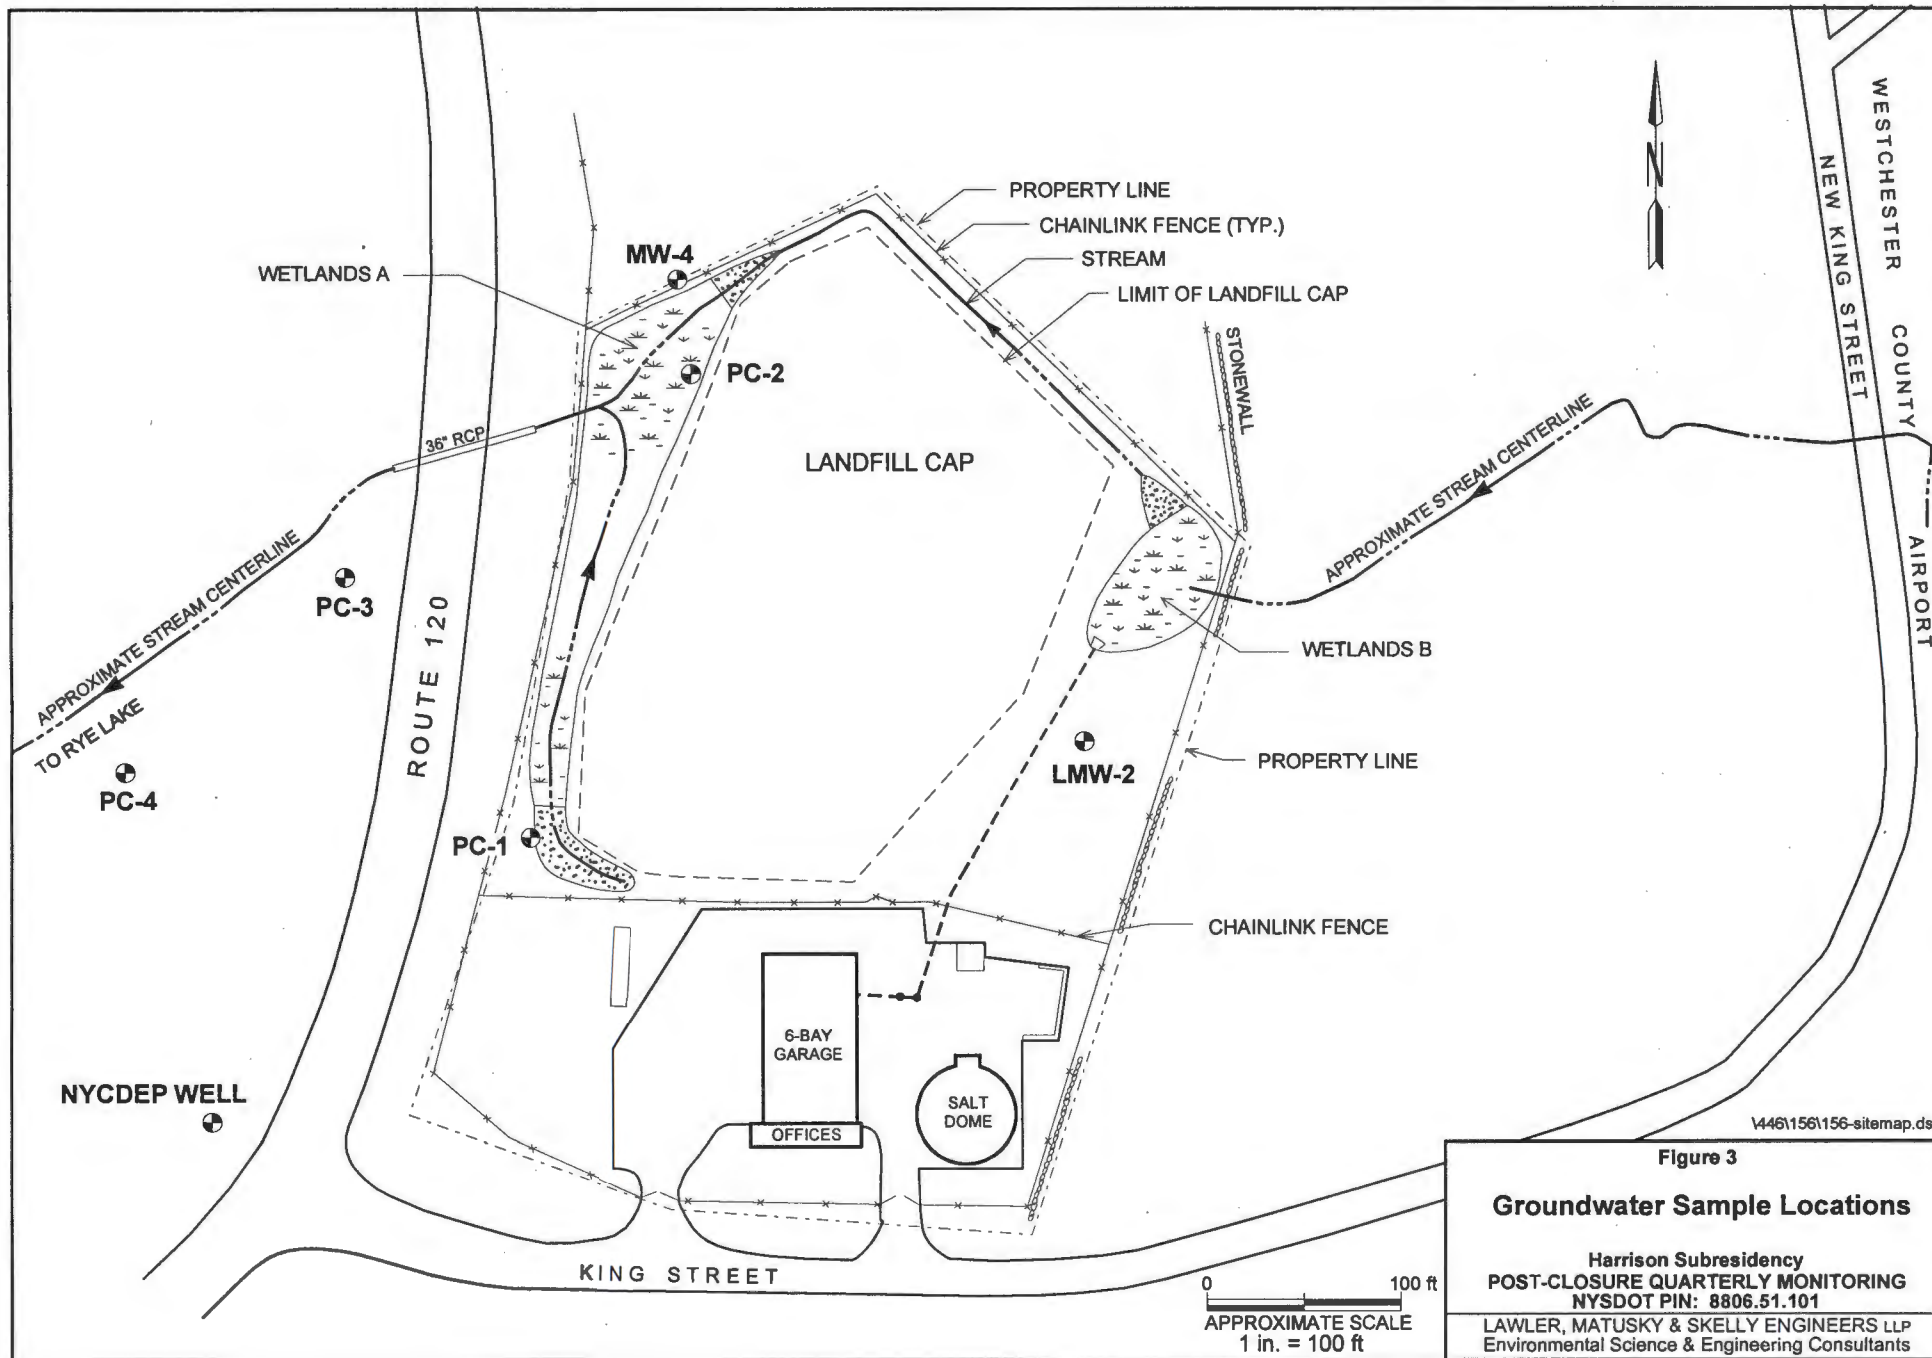 PROPERTY LINE
CHAINLINK FENCE (TYP.)
STREAM
LIMIT OF LANDFILL CAP
WETLANDS A
MW-4
PC-2
36" RCP
LANDFILL CAP
STONEWALL
APPROXIMATE STREAM CENTERLINE
NEW KING STREET
WESTCHESTER COUNTY AIRPORT
N
APPROXIMATE STREAM CENTERLINE
TO RYE LAKE
PC-3
PC-4
ROUTE 120
WETLANDS B
PROPERTY LINE
LMW-2
PC-1
CHAINLINK FENCE
6-BAY
GARAGE
OFFICES
SALT
DOME
NYCDEP WELL
KING STREET
0 100 ft
APPROXIMATE SCALE
1 in. = 100 ft
\446\156\156-sitemap.ds
Figure 3
Groundwater Sample Locations
Harrison Subresidency
POST-CLOSURE QUARTERLY MONITORING
NYSDOT PIN: 8806.51.101
LAWLER, MATUSKY & SKELLY ENGINEERS LLP
Environmental Science & Engineering Consultants